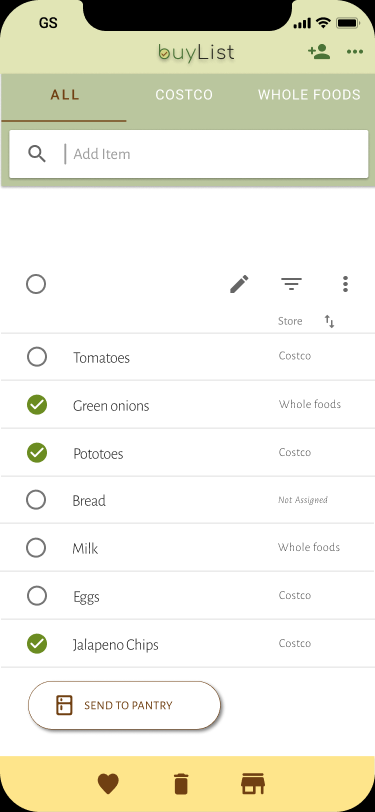 GS
buyList
ALL COSTCO WHOLE FOODS
Add Item
Store
Tomatoes Costco
Green onions Whole foods
Pototoes Costco
Bread Not Assigned
Milk Whole foods
Eggs Costco
Jalapeno Chips Costco
SEND TO PANTRY